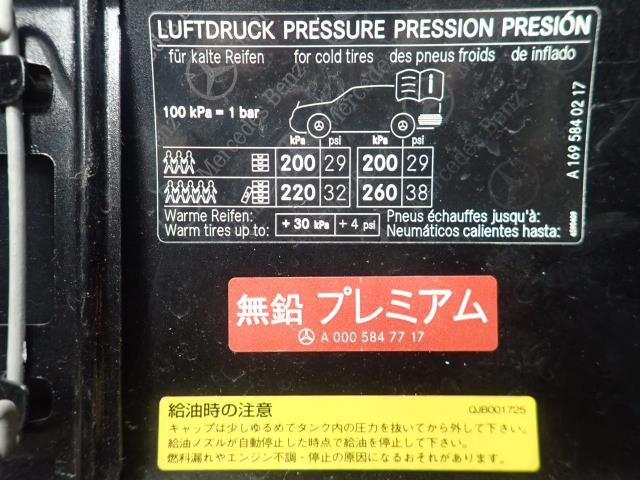 LUFTDRUCK PRESSURE PRESSION PRESIÓN
für kalte Reifen for cold tires des pneus froids de inflado
100 kPa = 1 bar
i
kPa psi kPa psi
200 29 200 29
220 32 260 38
Warme Reifen: Pneus échauffes jusqu'à:
Warm tires up to: + 30 kPa + 4 psi Neumáticos calientes hasta:
A 169 584 02 17
Mercedes-Benz
無鉛 プレミアム
A 000 584 77 17
給油時の注意 QJB001725
キャップは少しゆるめてタンク内の圧力を抜いてから外して下さい。
給油ノズルが自動停止した時点で給油を停止して下さい。
燃料漏れやエンジン不調・停止の原因になるおそれがあります。